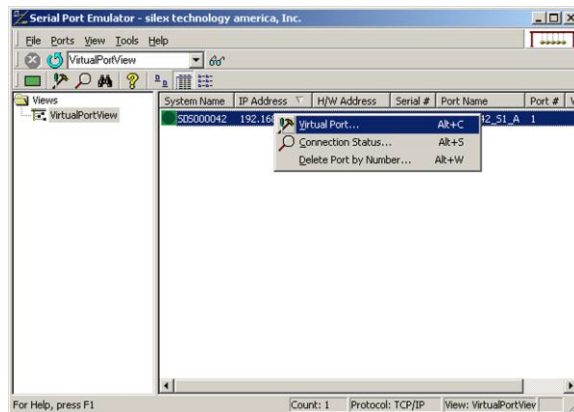 Serial Port Emulator - silex technology america, Inc.
File Ports View Tools Help
VirtualPortView
Views
VirtualPortView
System Name IP Address H/W Address Serial # Port Name Port # V
SDS000042 192.16 42_S1_A 1
Virtual Port... Alt+C
Connection Status... Alt+S
Delete Port by Number... Alt+W
For Help, press F1 Count: 1 Protocol: TCP/IP View: VirtualPortView